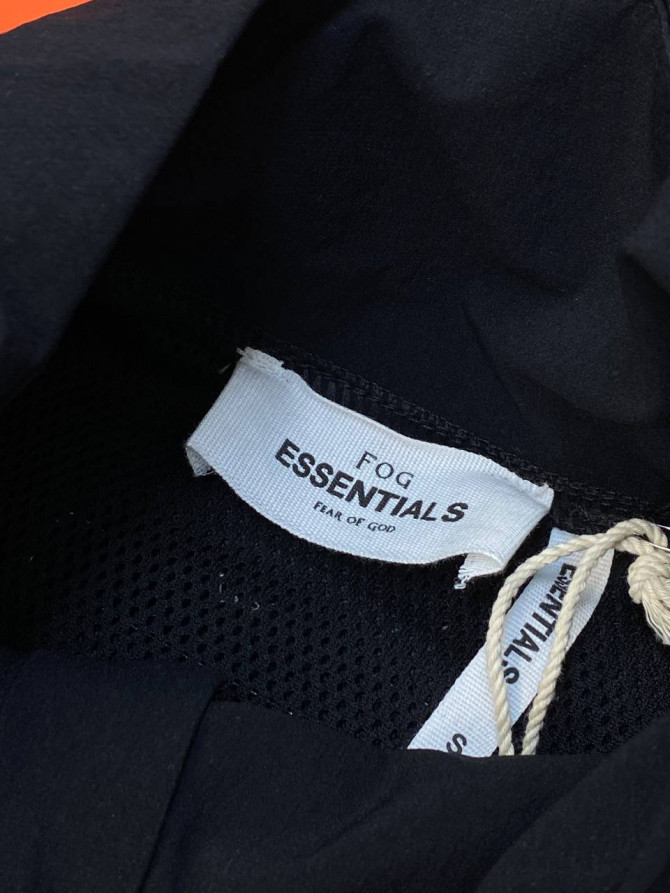 FOG
ESSENTIALS
FEAR OF GOD
ESSENTIALS
S